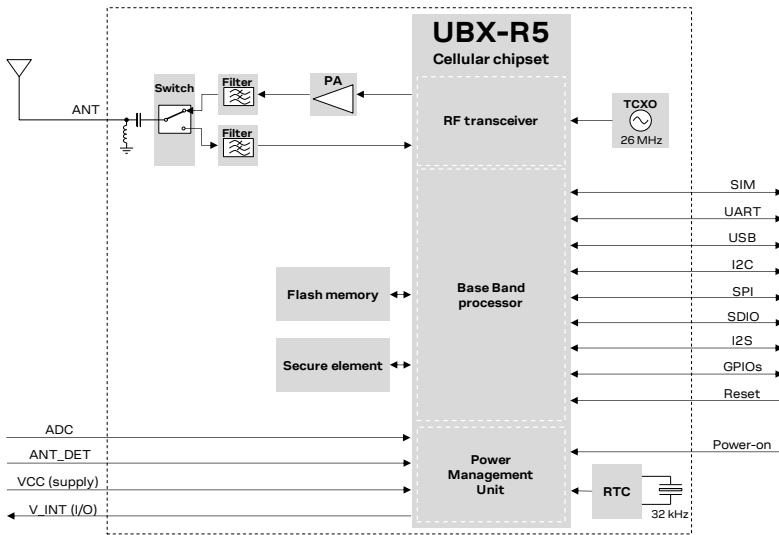 UBX-R5
Cellular chipset
Switch
Filter
PA
ANT
Filter
RF transceiver
TCXO
26 MHz
SIM
UART
USB
I2C
SPI
SDIO
I2S
GPIOs
Reset
Flash memory
Base Band
processor
Secure element
ADC
ANT_DET
VCC (supply)
V_INT (I/O)
Power
Management
Unit
Power-on
RTC
32 kHz